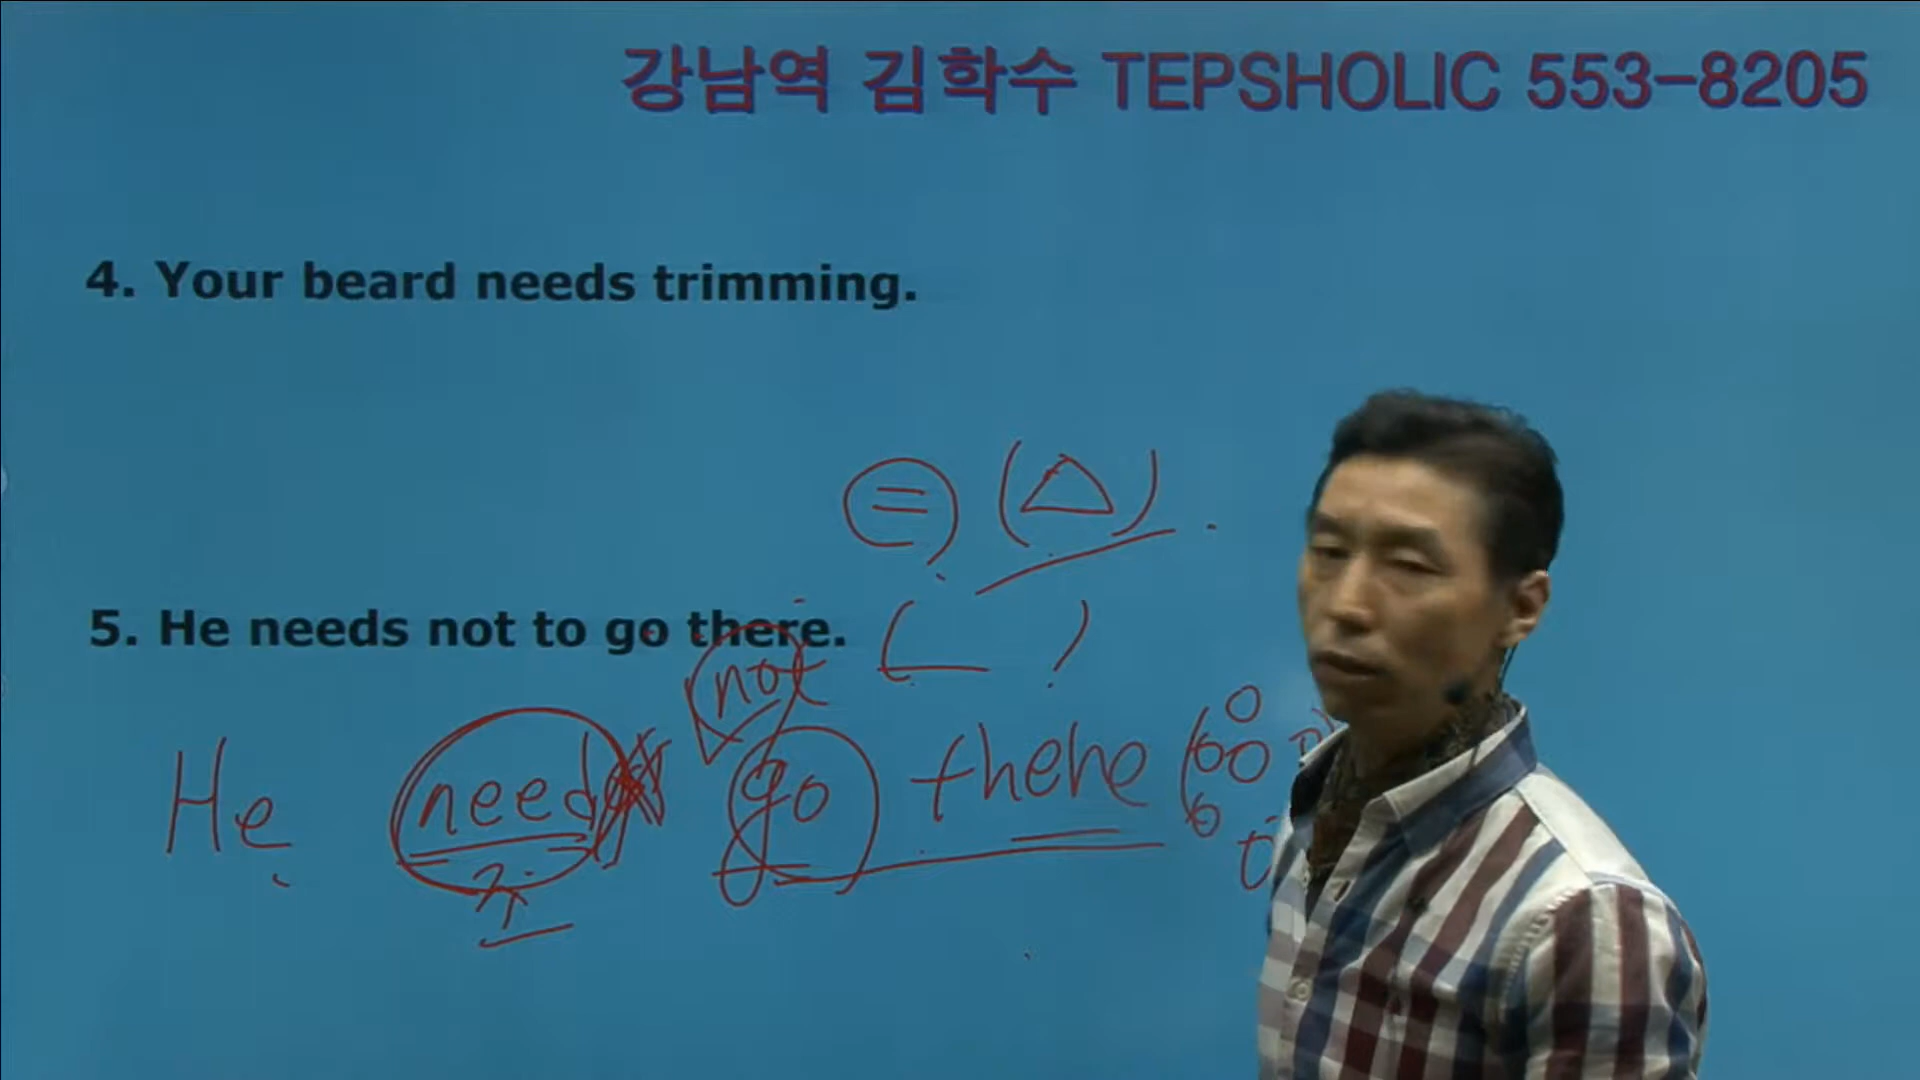 강남역 김학수 TEPSHOLIC 553-8205
4. Your beard needs trimming.
5. He needs not to go there.
not
He need go there
조